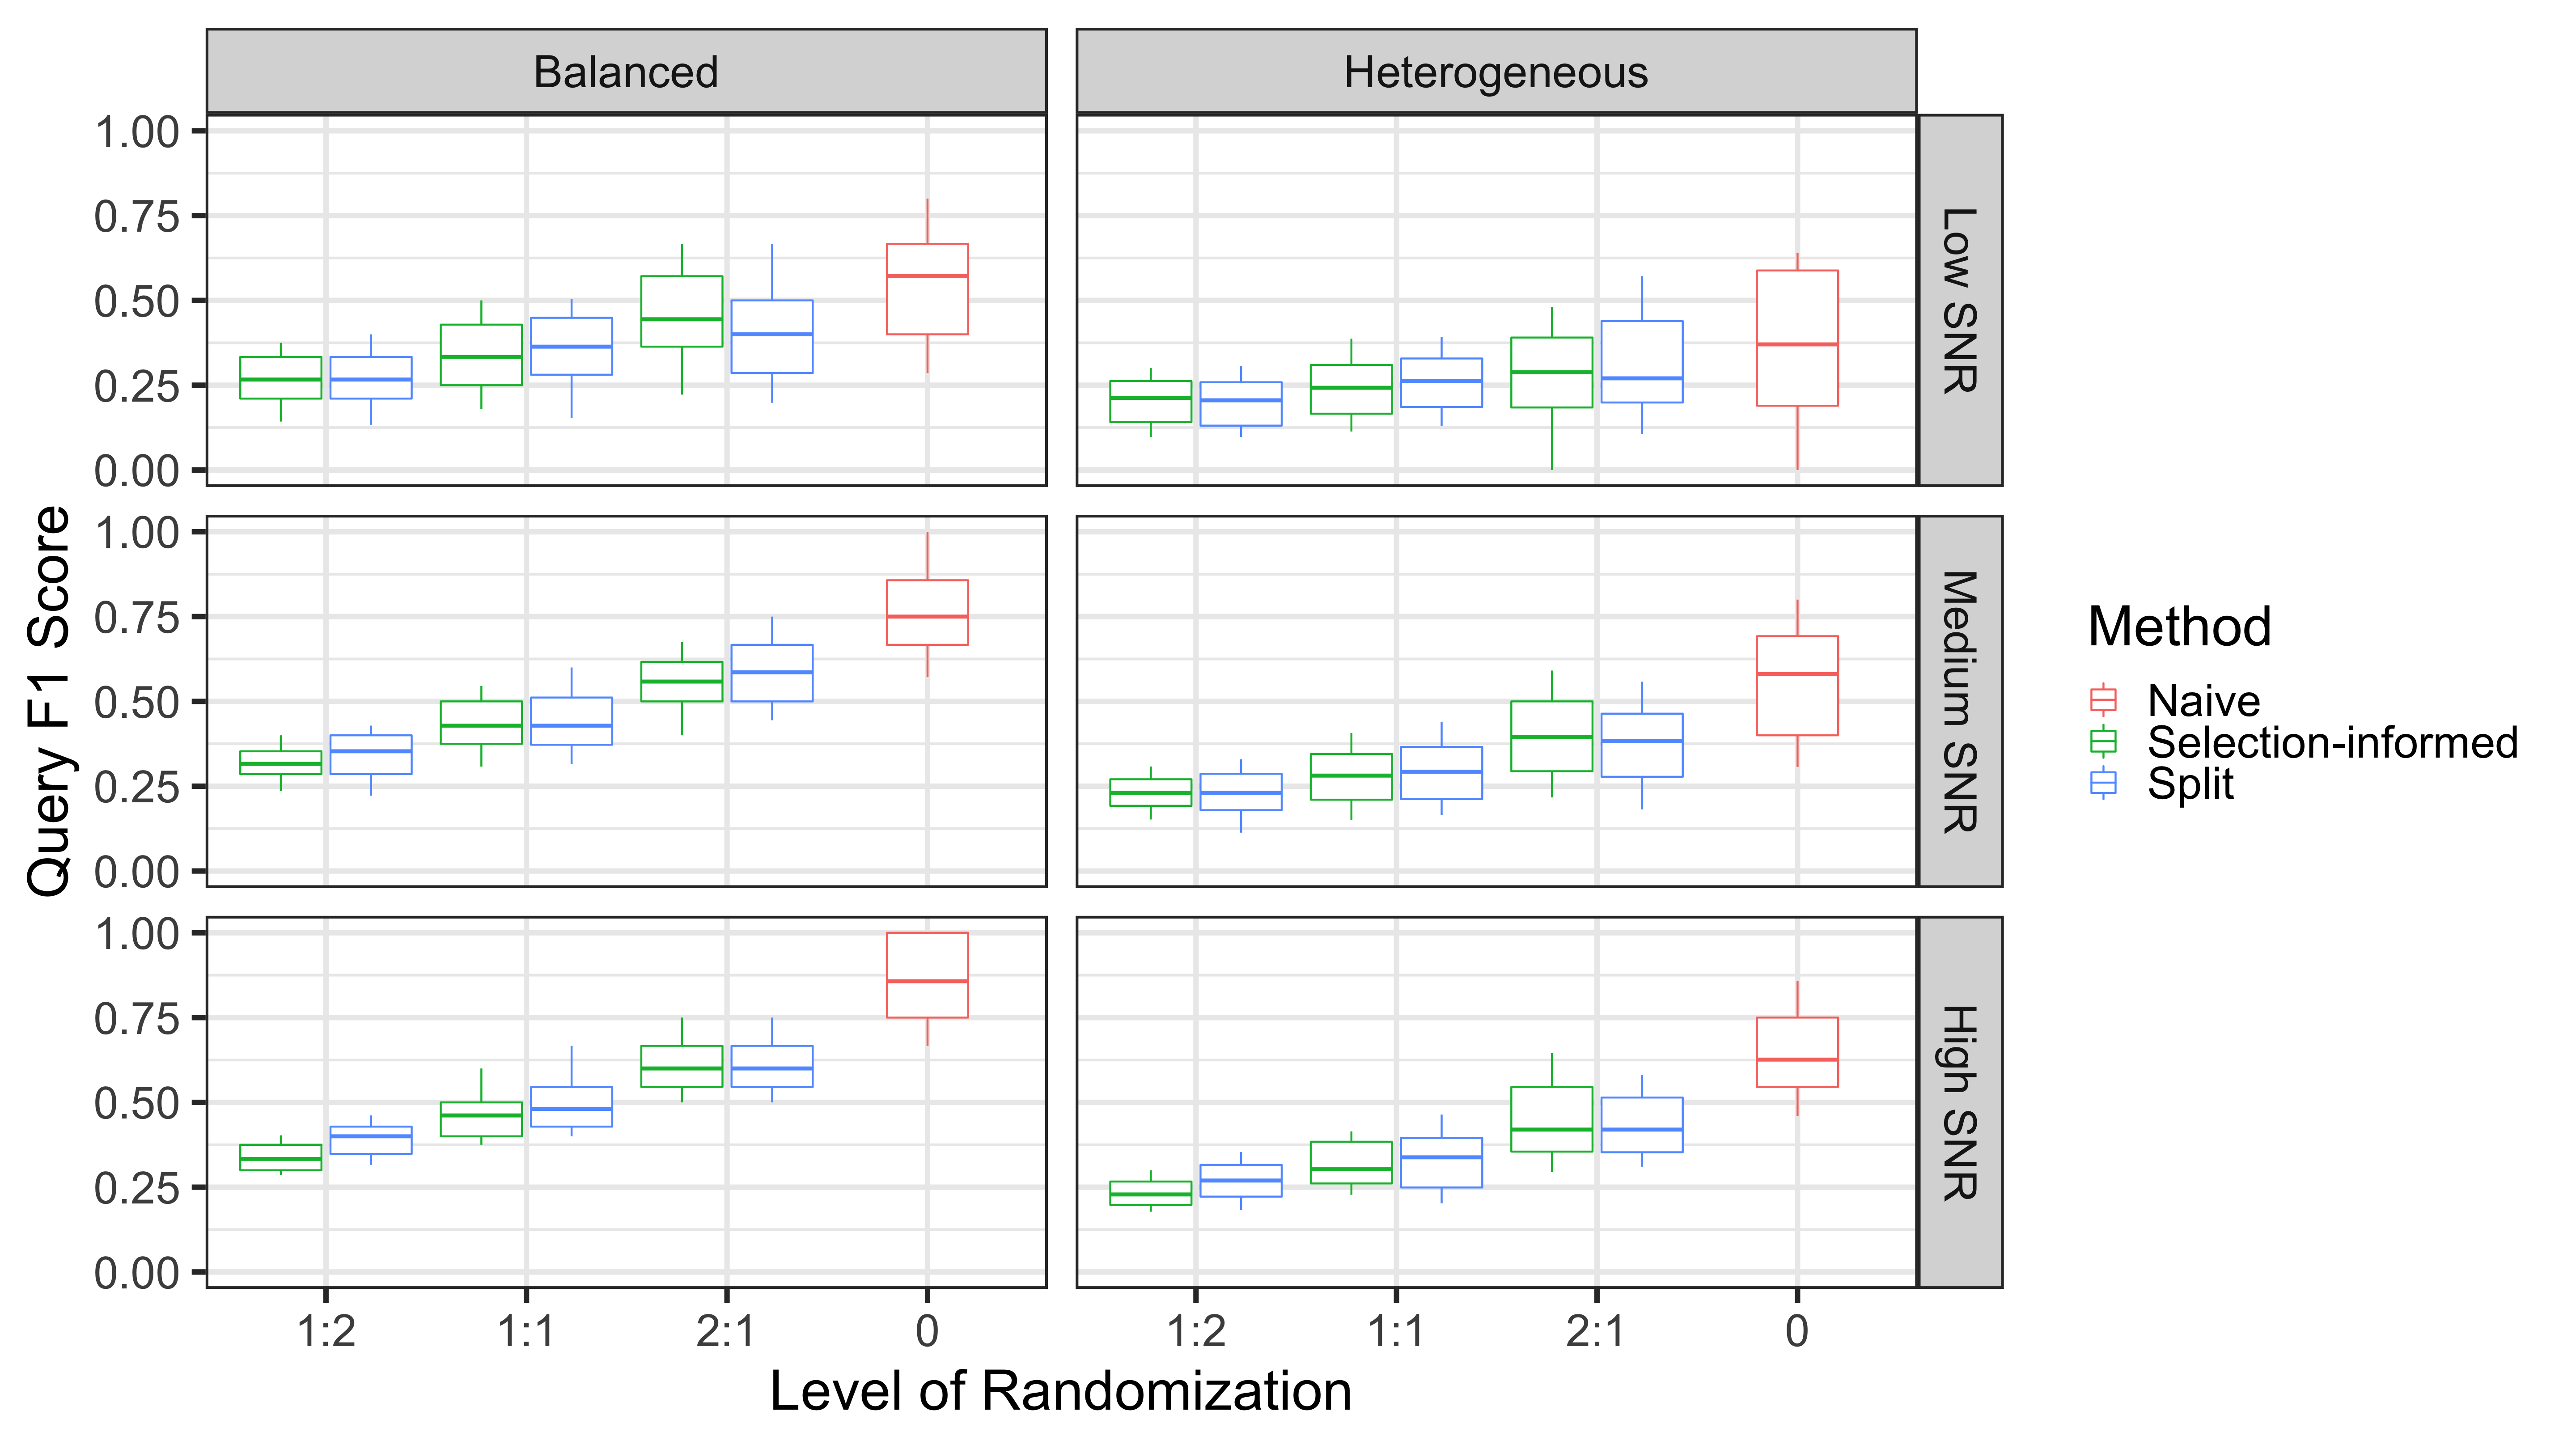 Balanced
Heterogeneous
1.00
0.75
0.50
0.25
0.00
Low SNR
1.00
0.75
0.50
0.25
0.00
Medium SNR
1.00
0.75
0.50
0.25
0.00
High SNR
Query F1 Score
1:2 1:1 2:1 0
1:2 1:1 2:1 0
Level of Randomization
Method
Naive
Selection-informed
Split